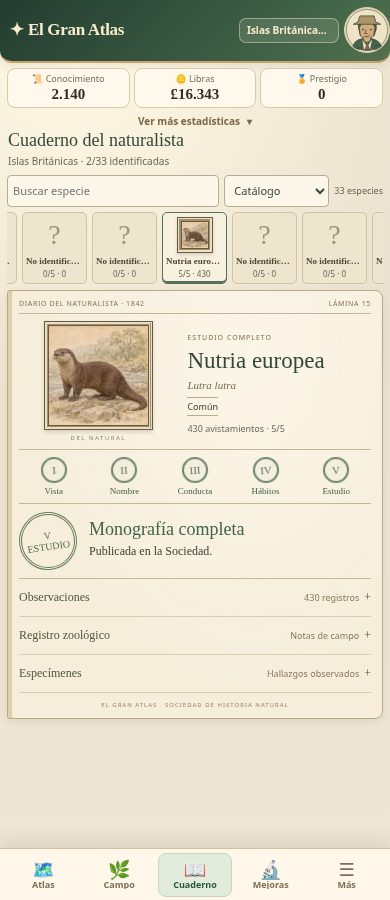 ✦ El Gran Atlas
Islas Británica...
📜 Conocimiento
2.140
🪙 Libras
£16.343
🏅 Prestigio
0
Ver más estadísticas ▼
Cuaderno del naturalista
Islas Británicas · 2/33 identificadas
Buscar especie
Catálogo
33 especies
?
No identific...
0/5 · 0
?
No identific...
0/5 · 0
Nutria euro...
5/5 · 430
?
No identific...
0/5 · 0
?
No identific...
0/5 · 0
N
DIARIO DEL NATURALISTA · 1842
LÁMINA 15
DEL NATURAL
ESTUDIO COMPLETO
Nutria europea
Lutra lutra
Común
430 avistamientos · 5/5
I
Vista
II
Nombre
III
Conducta
IV
Hábitos
V
Estudio
V
ESTUDIO
Monografía completa
Publicada en la Sociedad.
Observaciones
430 registros +
Registro zoológico
Notas de campo +
Especímenes
Hallazgos observados +
EL GRAN ATLAS · SOCIEDAD DE HISTORIA NATURAL
Atlas
Campo
Cuaderno
Mejoras
Más